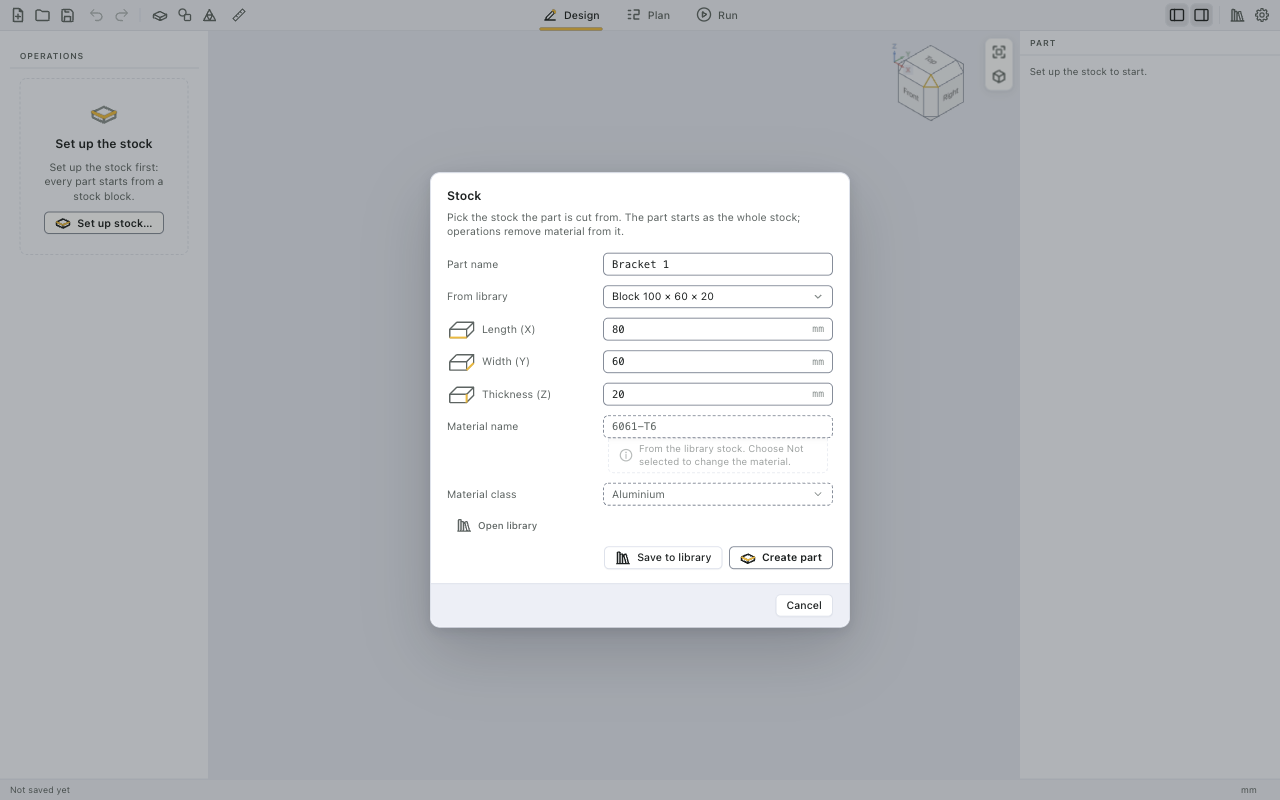 Design
Plan
Run
OPERATIONS
Set up the stock
Set up the stock first:
every part starts from a
stock block.
Set up stock...
Z
Y
X
Top
Front
Right
PART
Set up the stock to start.
Stock
Pick the stock the part is cut from. The part starts as the whole stock;
operations remove material from it.
Part name
Bracket 1
From library
Block 100 × 60 × 20
Length (X)
80
mm
Width (Y)
60
mm
Thickness (Z)
20
mm
Material name
6061-T6
From the library stock. Choose Not
selected to change the material.
Material class
Aluminium
Open library
Save to library
Create part
Cancel
Not saved yet
mm